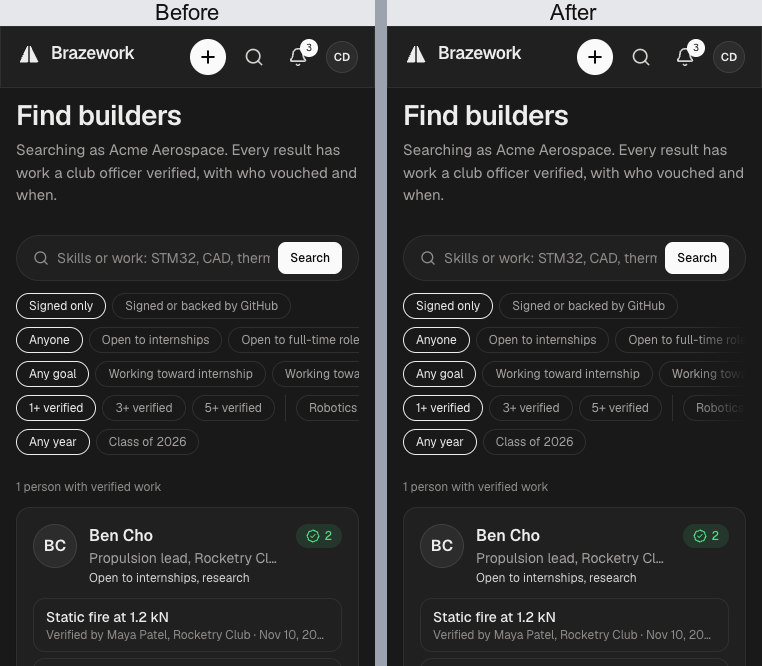 Before
Brazework
3
CD
Find builders
Searching as Acme Aerospace. Every result has
work a club officer verified, with who vouched and
when.
Skills or work: STM32, CAD, therm
Search
Signed only
Signed or backed by GitHub
Anyone
Open to internships
Open to full-time role
Any goal
Working toward internship
Working towa
1+ verified
3+ verified
5+ verified
Robotics
Any year
Class of 2026
1 person with verified work
BC
Ben Cho
2
Propulsion lead, Rocketry Cl...
Open to internships, research
Static fire at 1.2 kN
Verified by Maya Patel, Rocketry Club · Nov 10, 20...
After
Brazework
3
CD
Find builders
Searching as Acme Aerospace. Every result has
work a club officer verified, with who vouched and
when.
Skills or work: STM32, CAD, therm
Search
Signed only
Signed or backed by GitHub
Anyone
Open to internships
Open to full-time role
Any goal
Working toward internship
Working towa
1+ verified
3+ verified
5+ verified
Robotics
Any year
Class of 2026
1 person with verified work
BC
Ben Cho
2
Propulsion lead, Rocketry Cl...
Open to internships, research
Static fire at 1.2 kN
Verified by Maya Patel, Rocketry Club · Nov 10, 20...